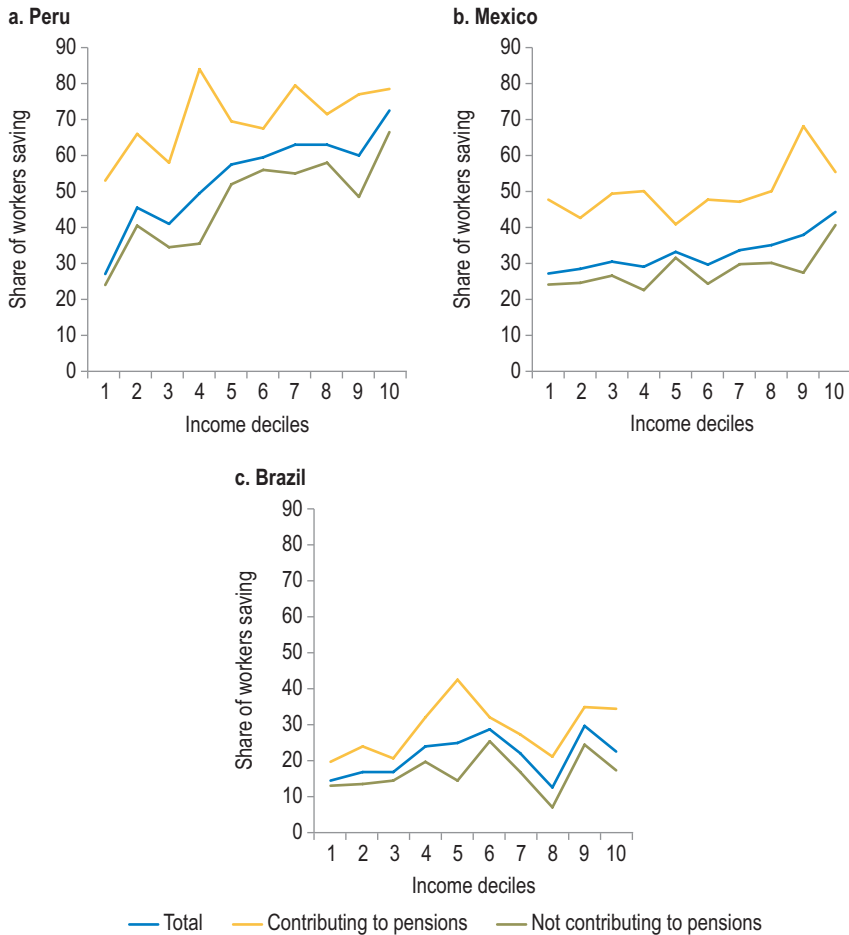 a. Peru
90
80
70
60
50
40
30
20
10
0
Share of workers saving
1 2 3 4 5 6 7 8 9 10
Income deciles
b. Mexico
90
80
70
60
50
40
30
20
10
0
Share of workers saving
1 2 3 4 5 6 7 8 9 10
Income deciles
c. Brazil
90
80
70
60
50
40
30
20
10
0
Share of workers saving
1 2 3 4 5 6 7 8 9 10
Income deciles
Total Contributing to pensions Not contributing to pensions